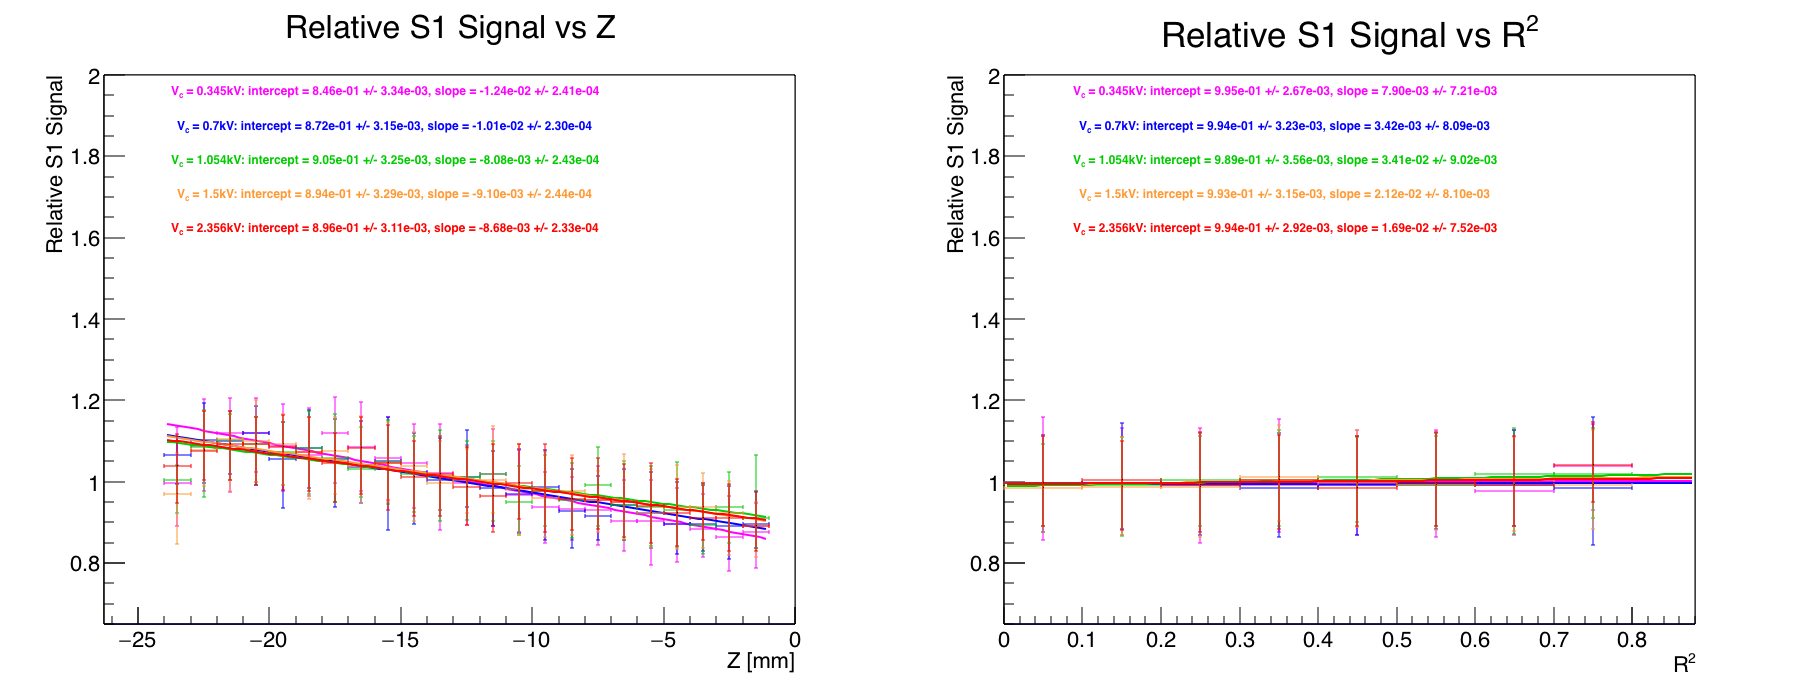 Relative S1 Signal vs Z
Relative S1 Signal
2
1.8
1.6
1.4
1.2
1
0.8
V_c = 0.345kV: intercept = 8.46e-01 +/- 3.34e-03, slope = -1.24e-02 +/- 2.41e-04
V_c = 0.7kV: intercept = 8.72e-01 +/- 3.15e-03, slope = -1.01e-02 +/- 2.30e-04
V_c = 1.054kV: intercept = 9.05e-01 +/- 3.25e-03, slope = -8.08e-03 +/- 2.43e-04
V_c = 1.5kV: intercept = 8.94e-01 +/- 3.29e-03, slope = -9.10e-03 +/- 2.44e-04
V_c = 2.356kV: intercept = 8.96e-01 +/- 3.11e-03, slope = -8.68e-03 +/- 2.33e-04
−25 −20 −15 −10 −5 0
Z [mm]
Relative S1 Signal vs R²
Relative S1 Signal
2
1.8
1.6
1.4
1.2
1
0.8
V_c = 0.345kV: intercept = 9.95e-01 +/- 2.67e-03, slope = 7.90e-03 +/- 7.21e-03
V_c = 0.7kV: intercept = 9.94e-01 +/- 3.23e-03, slope = 3.42e-03 +/- 8.09e-03
V_c = 1.054kV: intercept = 9.89e-01 +/- 3.56e-03, slope = 3.41e-02 +/- 9.02e-03
V_c = 1.5kV: intercept = 9.93e-01 +/- 3.15e-03, slope = 2.12e-02 +/- 8.10e-03
V_c = 2.356kV: intercept = 9.94e-01 +/- 2.92e-03, slope = 1.69e-02 +/- 7.52e-03
0 0.1 0.2 0.3 0.4 0.5 0.6 0.7 0.8
R²